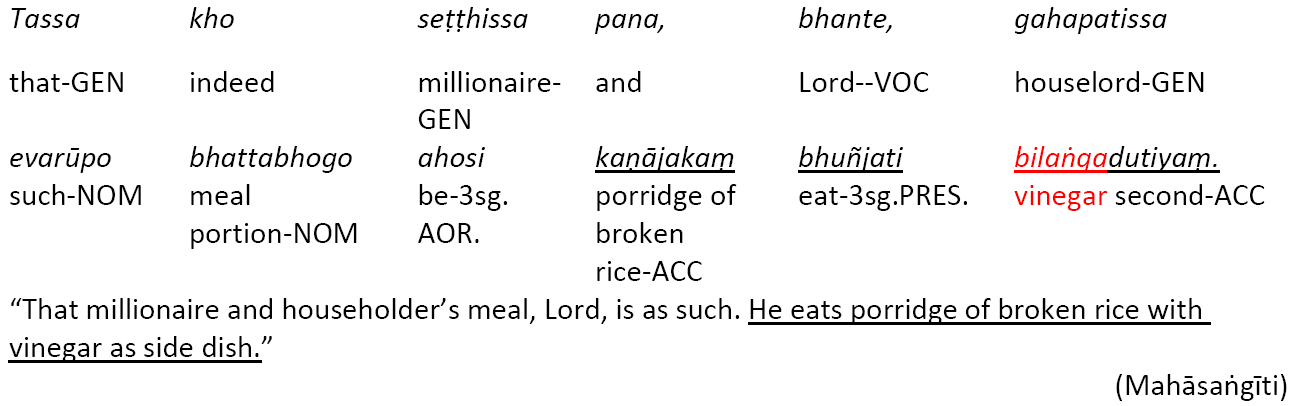 Tassa kho seṭṭhissa pana, bhante, gahapatissa
that-GEN indeed millionaire- and Lord--VOC houselord-GEN
GEN
evarūpo bhattabhogo ahosi kaṇājakaṃ bhuñjati bilaṅgadutiyaṃ.
such-NOM meal be-3sg. porridge of eat-3sg.PRES. vinegar second-ACC
portion-NOM AOR. broken
rice-ACC
“That millionaire and householder’s meal, Lord, is as such. He eats porridge of broken rice with
vinegar as side dish.”
(Mahāsaṅgīti)